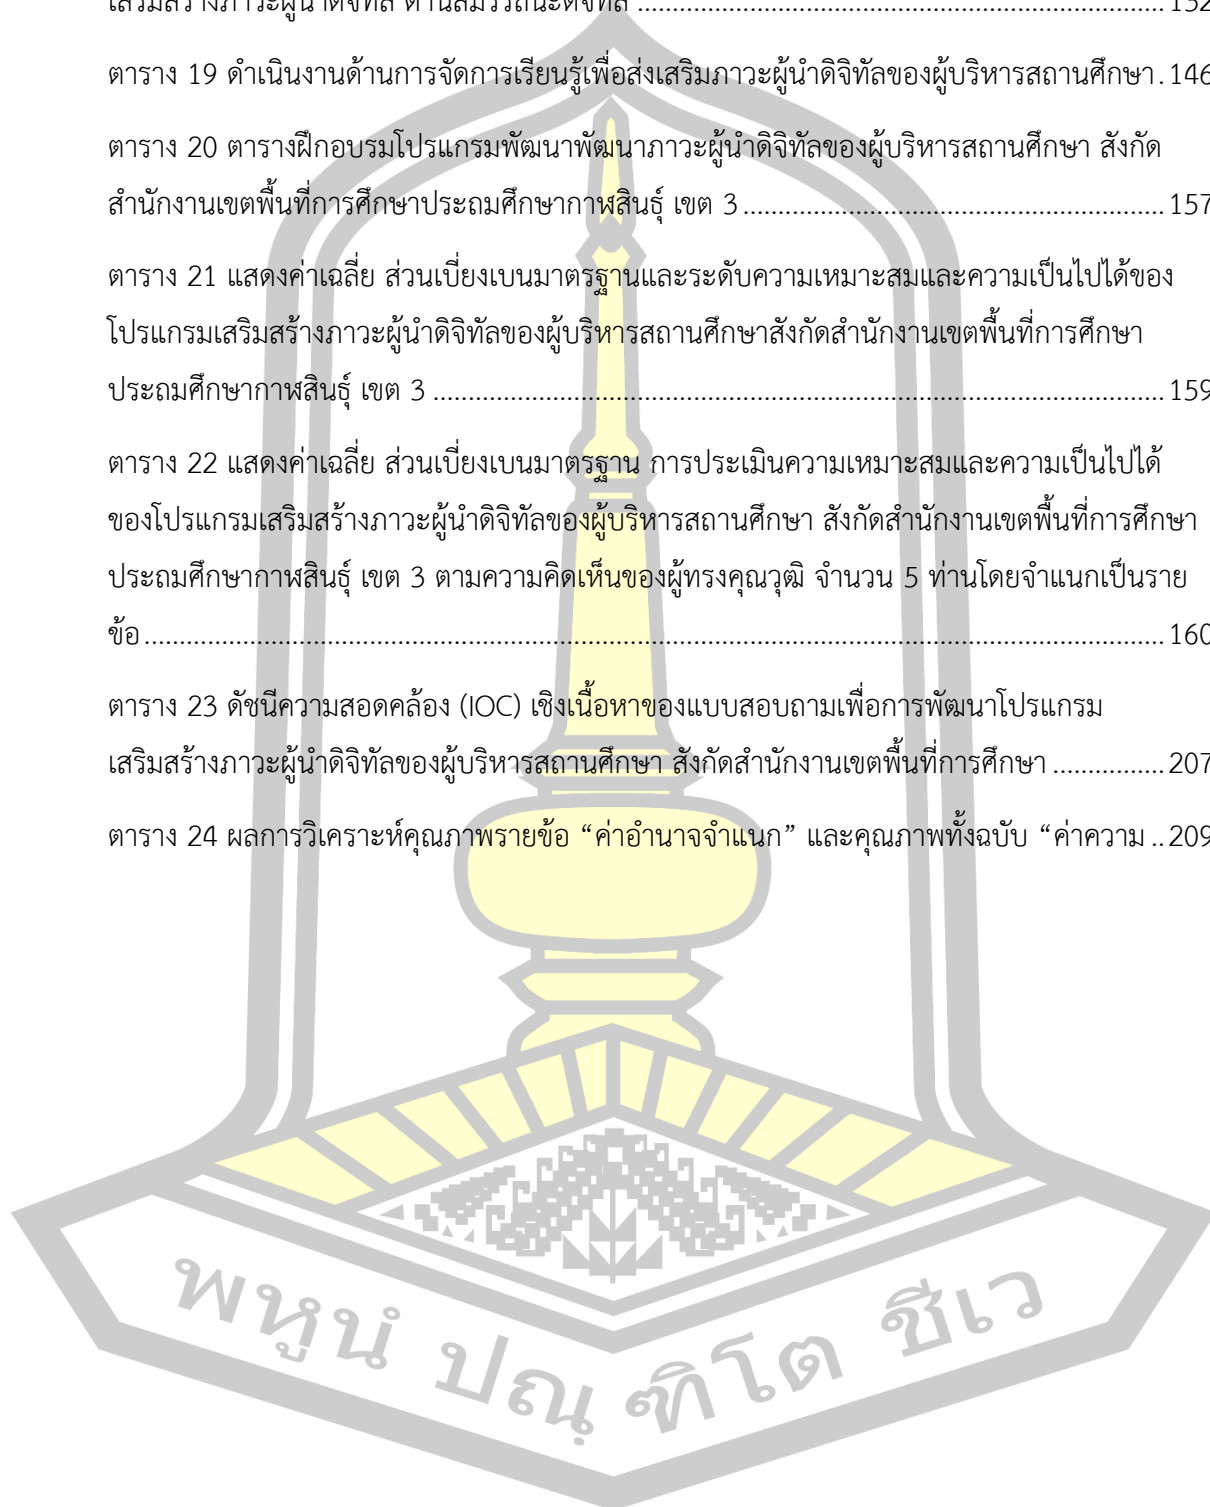 เสริมสร้างภาวะผู้นำดิจิทัล ด้านสมรรถนะดิจิทัล ........................................................................................... 132
ตาราง 19 ดำเนินงานด้านการจัดการเรียนรู้เพื่อส่งเสริมภาวะผู้นำดิจิทัลของผู้บริหารสถานศึกษา. 146
ตาราง 20 ตารางฝึกอบรมโปรแกรมพัฒนาพัฒนาภาวะผู้นำดิจิทัลของผู้บริหารสถานศึกษา สังกัด
สำนักงานเขตพื้นที่การศึกษาประถมศึกษากาฬสินธุ์ เขต 3 ......................................................................... 157
ตาราง 21 แสดงค่าเฉลี่ย ส่วนเบี่ยงเบนมาตรฐานและระดับความเหมาะสมและความเป็นไปได้ของ
โปรแกรมเสริมสร้างภาวะผู้นำดิจิทัลของผู้บริหารสถานศึกษาสังกัดสำนักงานเขตพื้นที่การศึกษา
ประถมศึกษากาฬสินธุ์ เขต 3 ............................................................................................................................. 159
ตาราง 22 แสดงค่าเฉลี่ย ส่วนเบี่ยงเบนมาตรฐาน การประเมินความเหมาะสมและความเป็นไปได้
ของโปรแกรมเสริมสร้างภาวะผู้นำดิจิทัลของผู้บริหารสถานศึกษา สังกัดสำนักงานเขตพื้นที่การศึกษา
ประถมศึกษากาฬสินธุ์ เขต 3 ตามความคิดเห็นของผู้ทรงคุณวุฒิ จำนวน 5 ท่านโดยจำแนกเป็นราย
ข้อ ................................................................................................................................................................................ 160
ตาราง 23 ดัชนีความสอดคล้อง (IOC) เชิงเนื้อหาของแบบสอบถามเพื่อการพัฒนาโปรแกรม
เสริมสร้างภาวะผู้นำดิจิทัลของผู้บริหารสถานศึกษา สังกัดสำนักงานเขตพื้นที่การศึกษา ................ 207
ตาราง 24 ผลการวิเคราะห์คุณภาพรายข้อ “ค่าอำนาจจำแนก” และคุณภาพทั้งฉบับ “ค่าความ .. 209
พหูนํ ปณฺฑิโต ชีเว